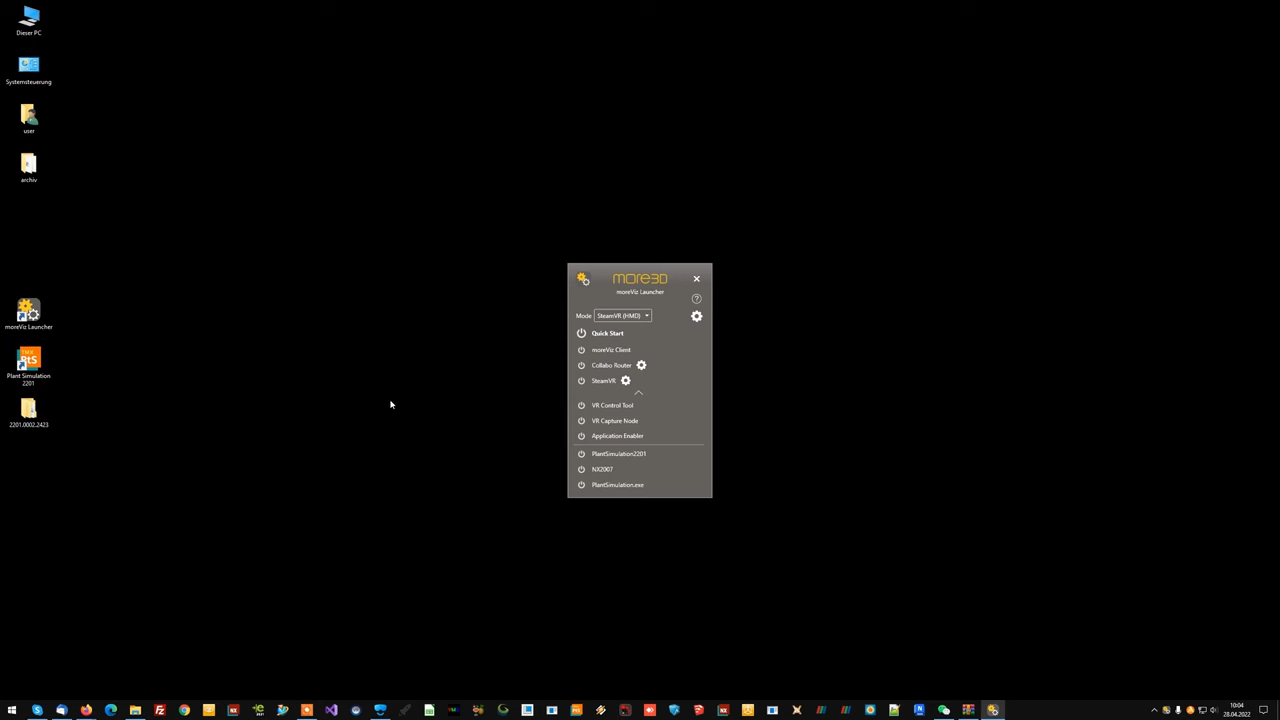 Dieser PC
Systemsteuerung
user
archiv
moreViz Launcher
Plant Simulation
2201
2201.0002.2423
more3D
moreViz Launcher
Mode SteamVR (HMD)
Quick Start
moreViz Client
Collabo Router
SteamVR
VR Control Tool
VR Capture Node
Application Enabler
PlantSimulation2201
NX2007
PlantSimulation.exe
10:04
28.04.2022